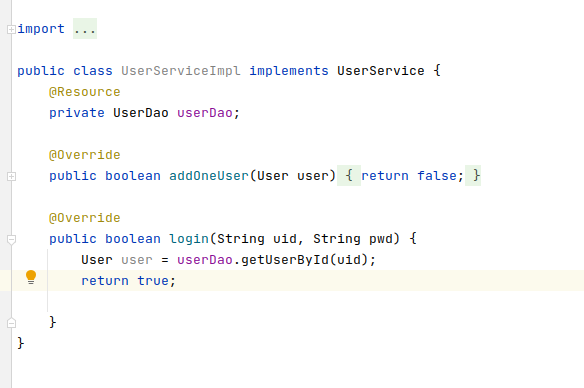 import ...
public class UserServiceImpl implements UserService {
@Resource
private UserDao userDao;
@Override
public boolean addOneUser(User user) { return false; }
@Override
public boolean login(String uid, String pwd) {
User user = userDao.getUserById(uid);
return true;
}
}